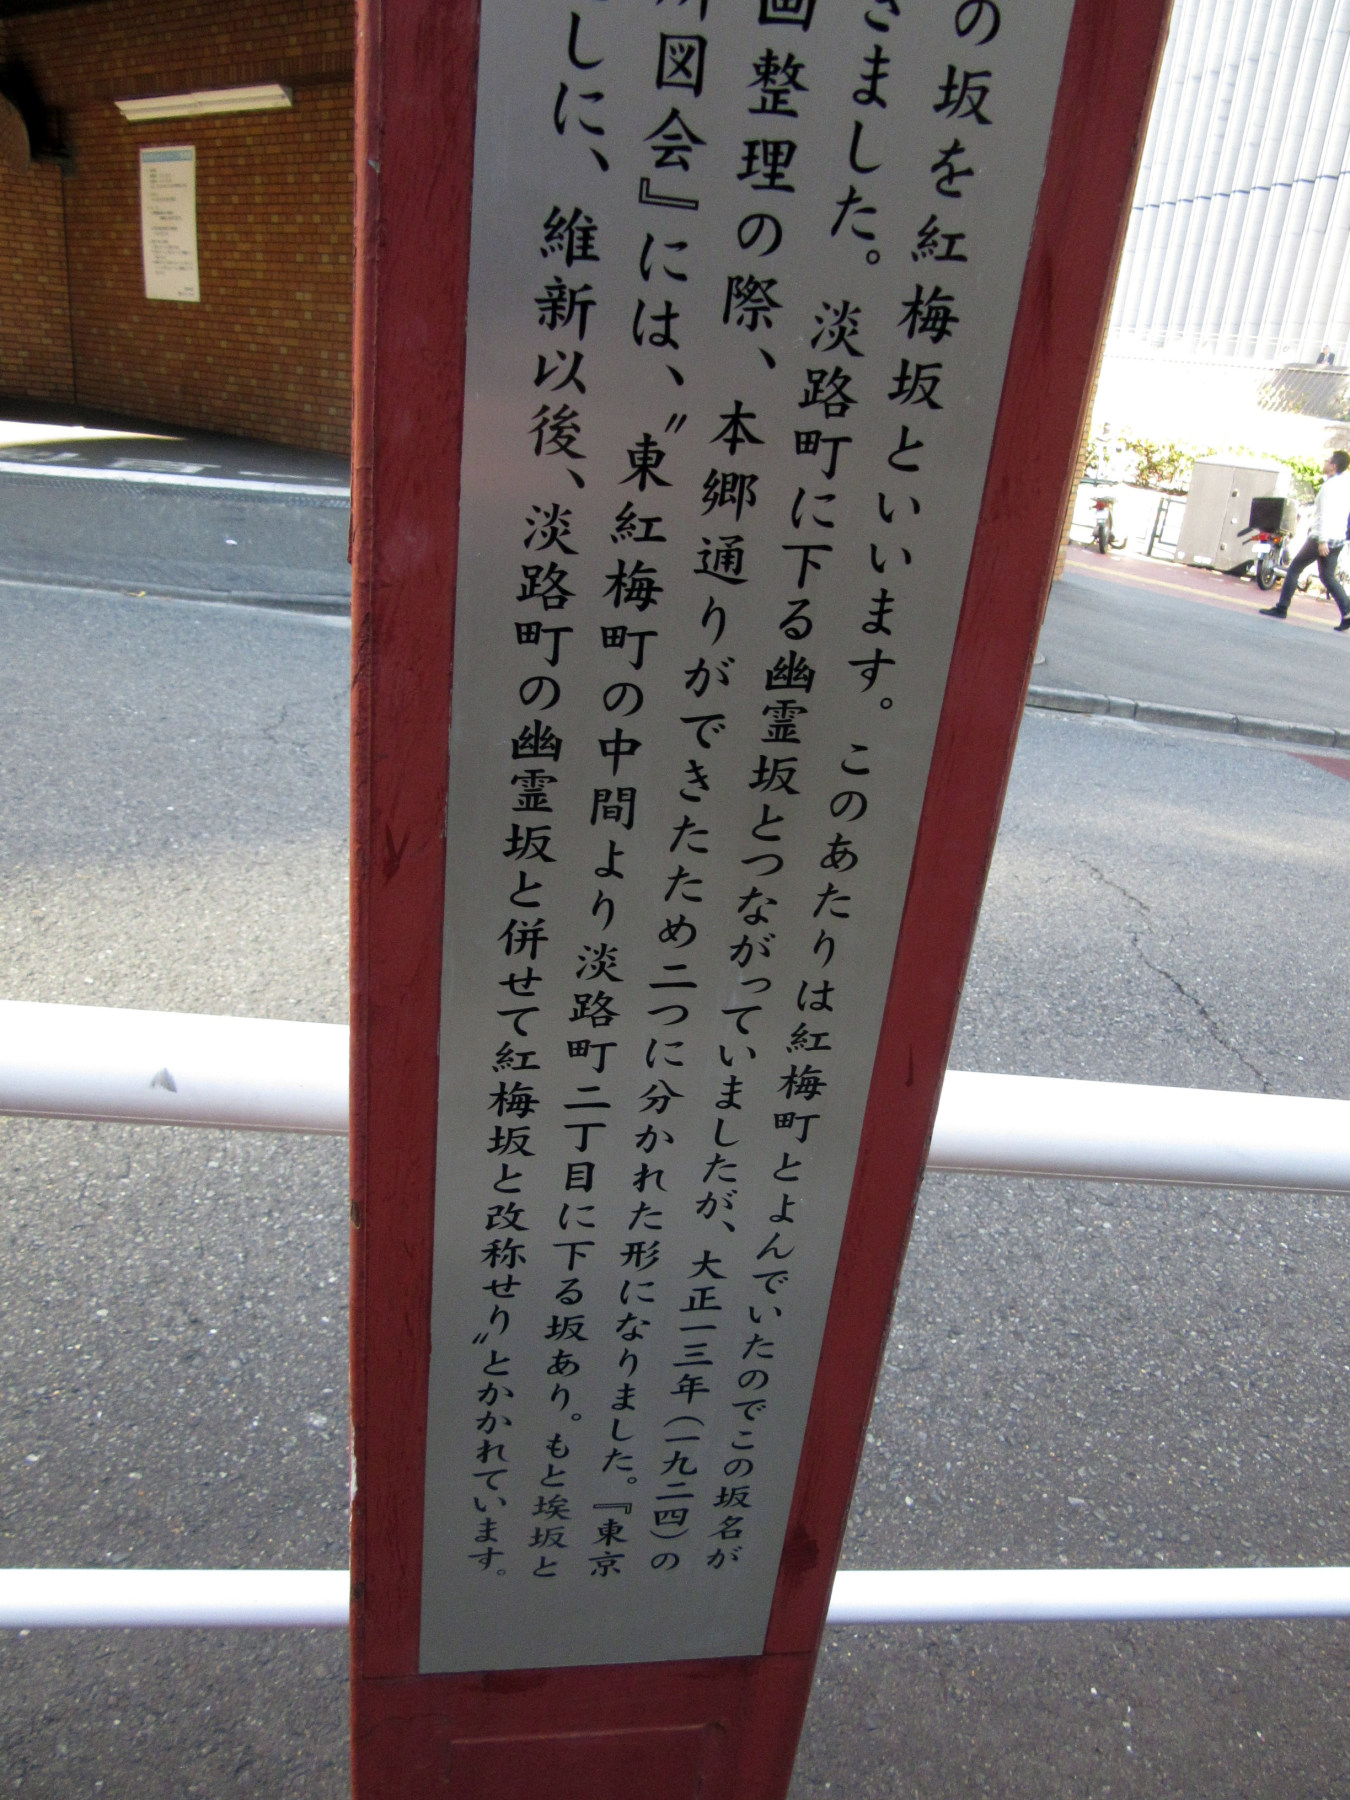 の坂を紅梅坂といいます。このあたりは紅梅町とよんでいたのでこの坂名が
きました。淡路町に下る幽霊坂とつながっていましたが、大正一三年(一九二四)の
画整理の際、本郷通りができたため二つに分かれた形になりました。『東京
図会』には、〝東紅梅町の中間より淡路町二丁目に下る坂あり。もと埃坂と
しに、維新以後、淡路町の幽霊坂と併せて紅梅坂と改称せり〟とかかれています。